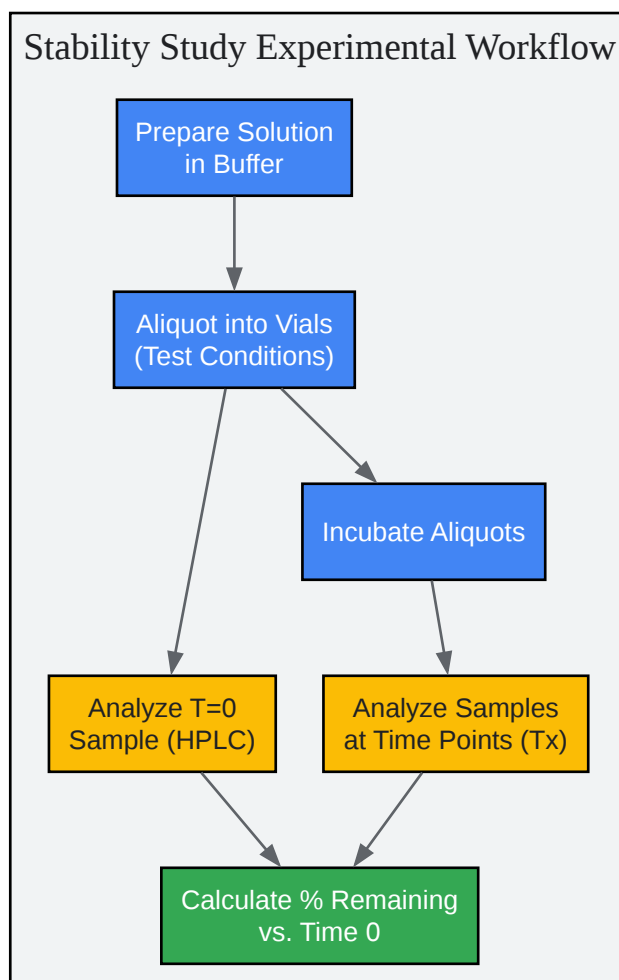 Stability Study Experimental Workflow
Prepare Solution
in Buffer
Aliquot into Vials
(Test Conditions)
Incubate Aliquots
Analyze T=0
Sample (HPLC)
Analyze Samples
at Time Points (Tx)
Calculate % Remaining
vs. Time 0